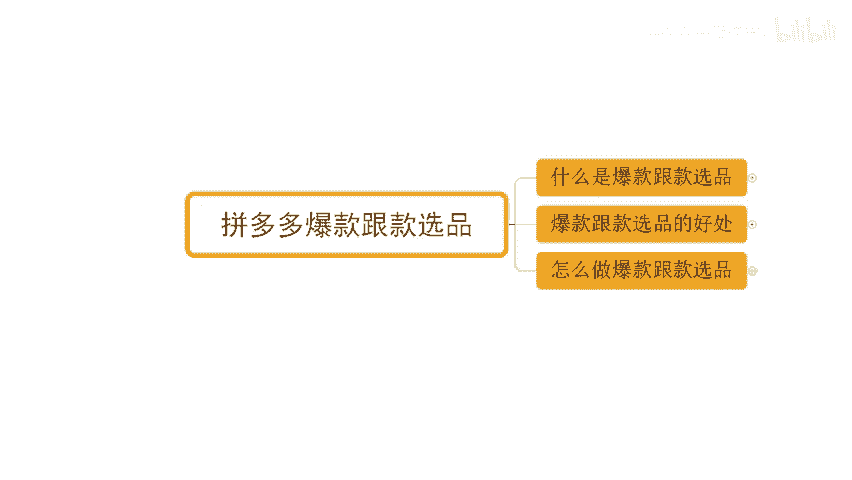 拼多多爆款跟款选品
什么是爆款跟款选品
爆款跟款选品的好处
怎么做爆款跟款选品